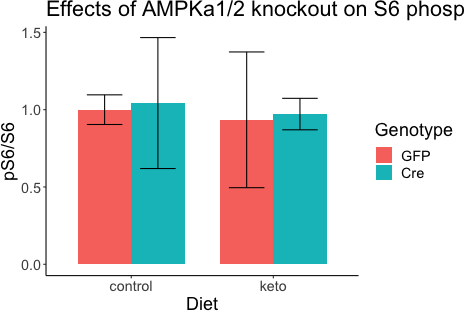 Effects of AMPKa1/2 knockout on S6 phosp
1.5
1.0
0.5
0.0
pS6/S6
control
keto
Diet
Genotype
GFP
Cre